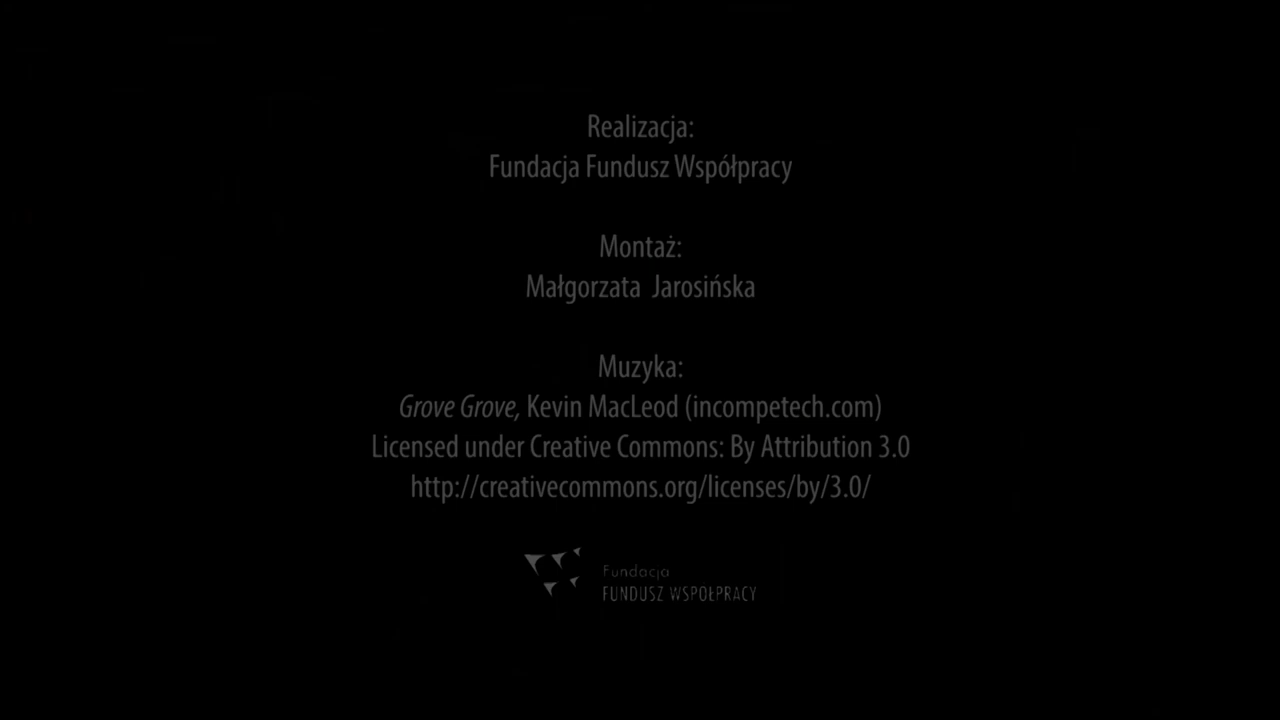 Realizacja:
Fundacja Fundusz Współpracy
Montaż:
Małgorzata Jarosińska
Muzyka:
Grove Grove, Kevin MacLeod (incompetech.com)
Licensed under Creative Commons: By Attribution 3.0
http://creativecommons.org/licenses/by/3.0/
Fundacja
FUNDUSZ WSPÓŁPRACY